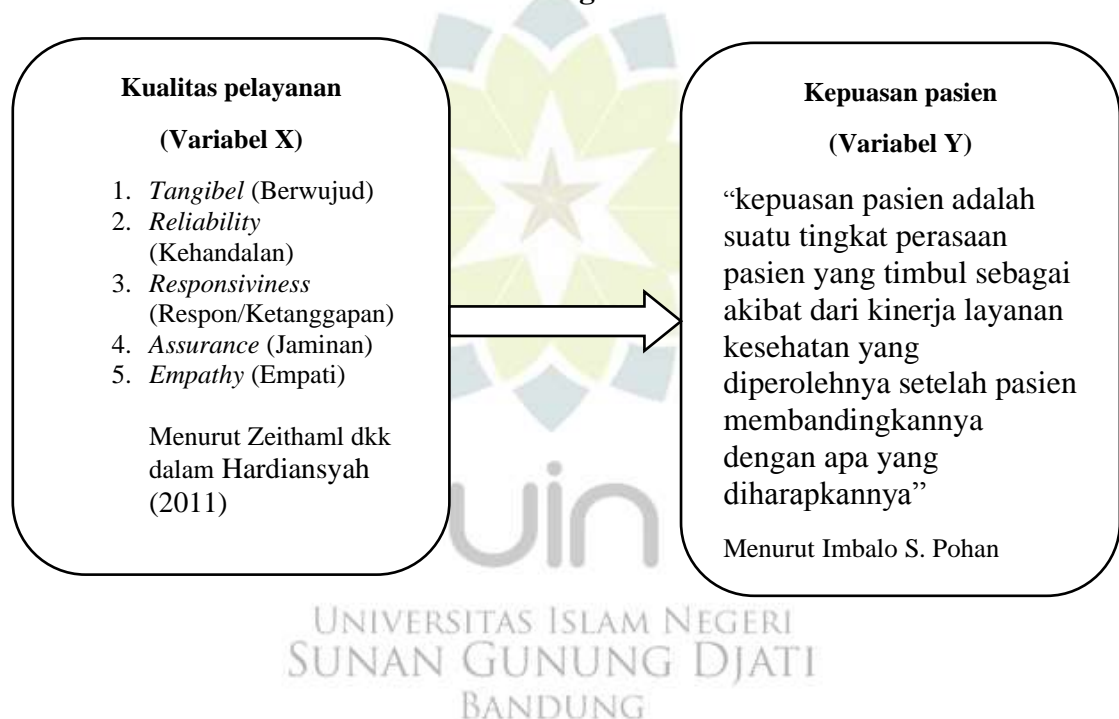 Kualitas pelayanan
(Variabel X)
1. Tangibel (Berwujud)
2. Reliability
(Kehandalan)
3. Responsiviness
(Respon/Ketanggapan)
4. Assurance (Jaminan)
5. Empathy (Empati)
Menurut Zeithaml dkk
dalam Hardiansyah
(2011)
Kepuasan pasien
(Variabel Y)
“kepuasan pasien adalah
suatu tingkat perasaan
pasien yang timbul sebagai
akibat dari kinerja layanan
kesehatan yang
diperolehnya setelah pasien
membandingkannya
dengan apa yang
diharapkannya”
Menurut Imbalo S. Pohan
uin
UNIVERSITAS ISLAM NEGERI
SUNAN GUNUNG DJATI
BANDUNG